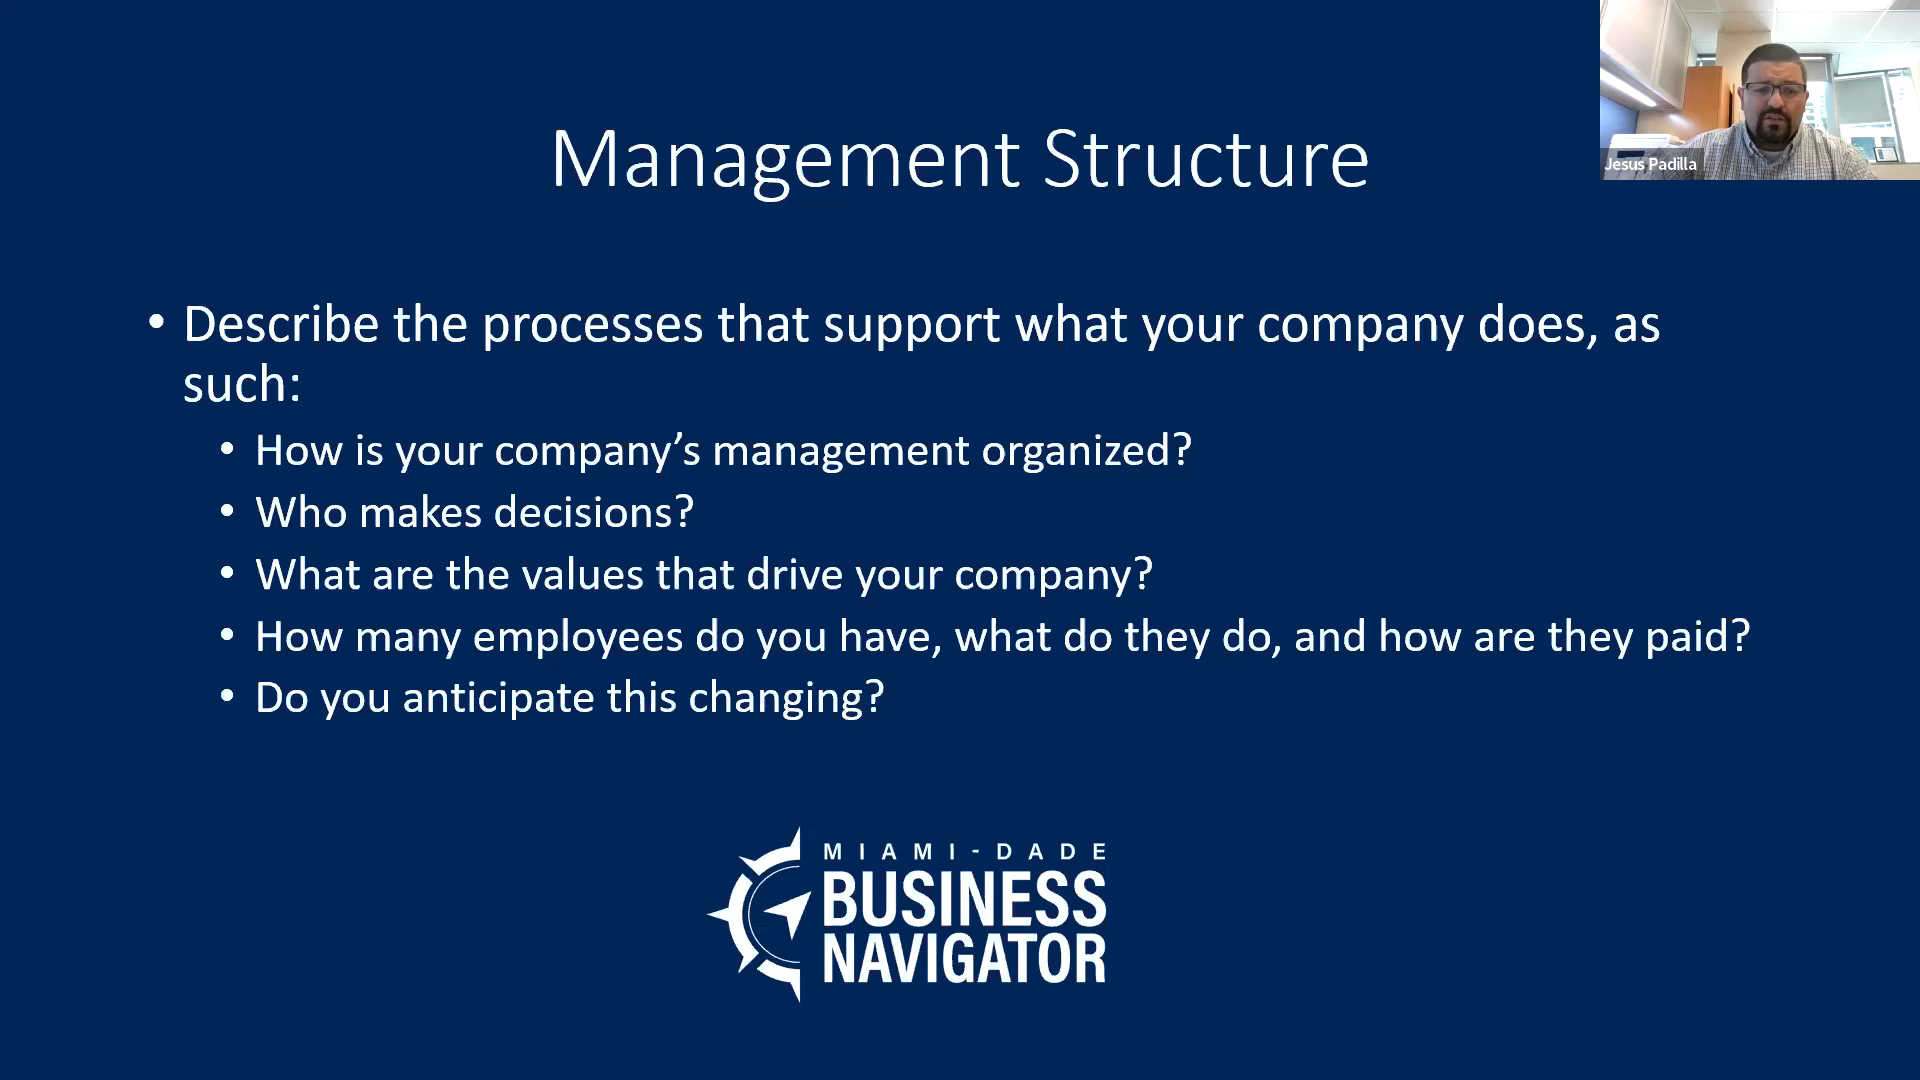 Management Structure
Jesus Padilla
• Describe the processes that support what your company does, as
such:
• How is your company’s management organized?
• Who makes decisions?
• What are the values that drive your company?
• How many employees do you have, what do they do, and how are they paid?
• Do you anticipate this changing?
MIAMI-DADE
BUSINESS
NAVIGATOR